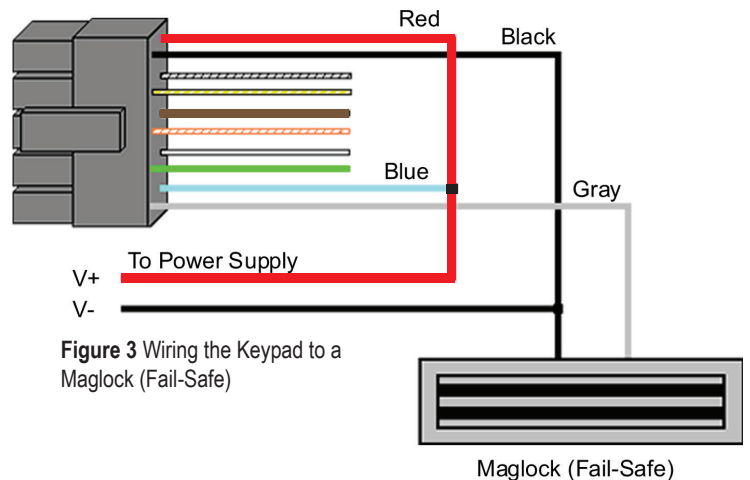 Red
Black
Blue
Gray
To Power Supply
V+
V-
Figure 3 Wiring the Keypad to a
Maglock (Fail-Safe)
Maglock (Fail-Safe)